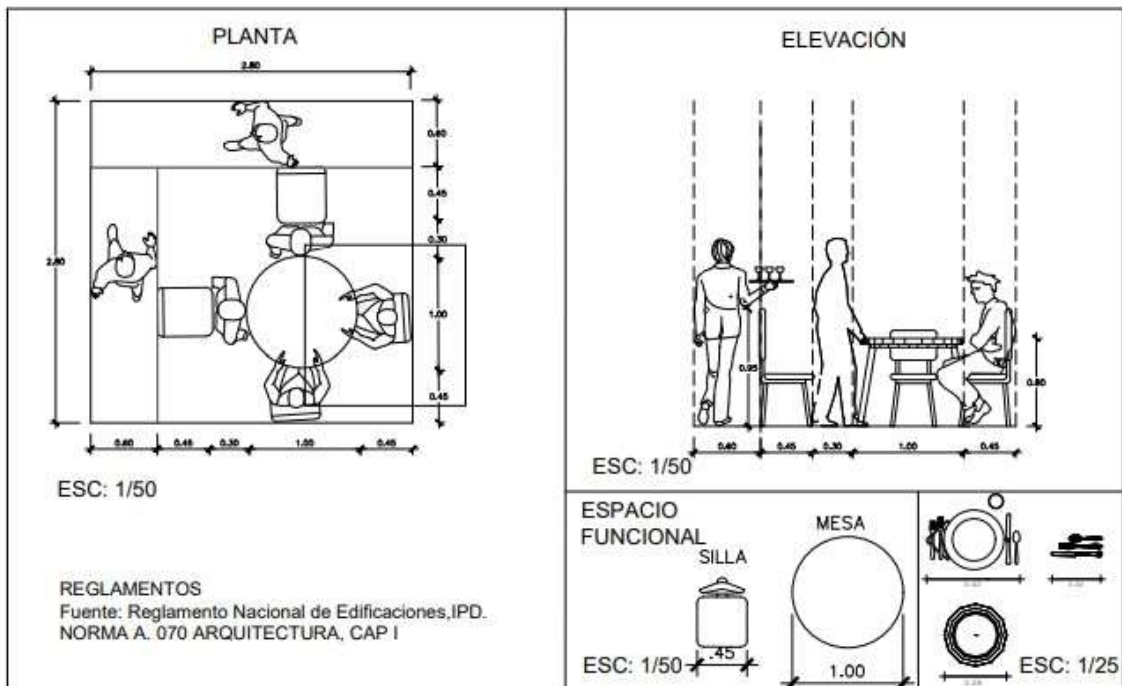 PLANTA
2.80
2.80
0.60
0.45
0.30
1.00
0.45
0.60
0.45
0.30
1.00
0.45
ESC: 1/50
REGLAMENTOS
Fuente: Reglamento Nacional de Edificaciones,IPD.
NORMA A. 070 ARQUITECTURA, CAP I
ELEVACIÓN
0.95
0.80
0.60
0.45
0.30
1.00
0.45
ESC: 1/50
ESPACIO
FUNCIONAL
SILLA
.45
MESA
1.00
ESC: 1/50
ESC: 1/25